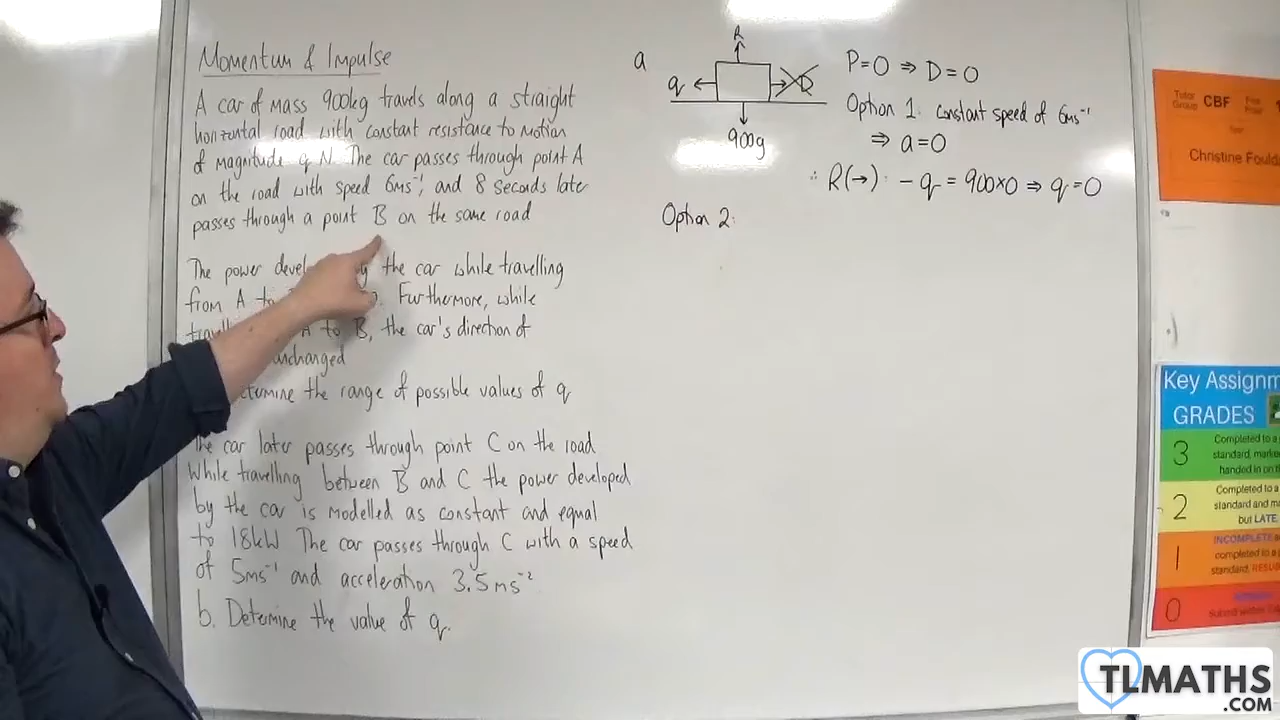 Momentum & Impulse
A car of mass 900kg travels along a straight
horizontal road with constant resistance to motion
of magnitude q N. The car passes through point A
on the road with speed 6ms⁻¹, and 8 seconds later
passes through a point B on the same road
The power the car while travelling
from A to Furthermore, while
A to B, the car's direction of
unchanged
the range of possible values of q
The car later passes through point C on the road
While travelling between B and C the power developed
by the car is modelled as constant and equal
to 18kW The car passes through C with a speed
of 5ms⁻¹ and acceleration 3.5ms⁻²
b. Determine the value of q.
a
R
q D
900g
P=0 ⇒ D=0
Option 1: constant speed of 6ms⁻¹
⇒ a=0
∴ R(→): -q = 900×0 ⇒ q=0
Option 2:
Tutor Group CBF
Christine
Key Assignm
GRADES
3 Completed to a
standard, marke
handed in on t
2 Completed to a
standard and ma
but LATE
1 INCOMPLETE
completed to a
standard, RESUB
0
TLMATHS
.COM